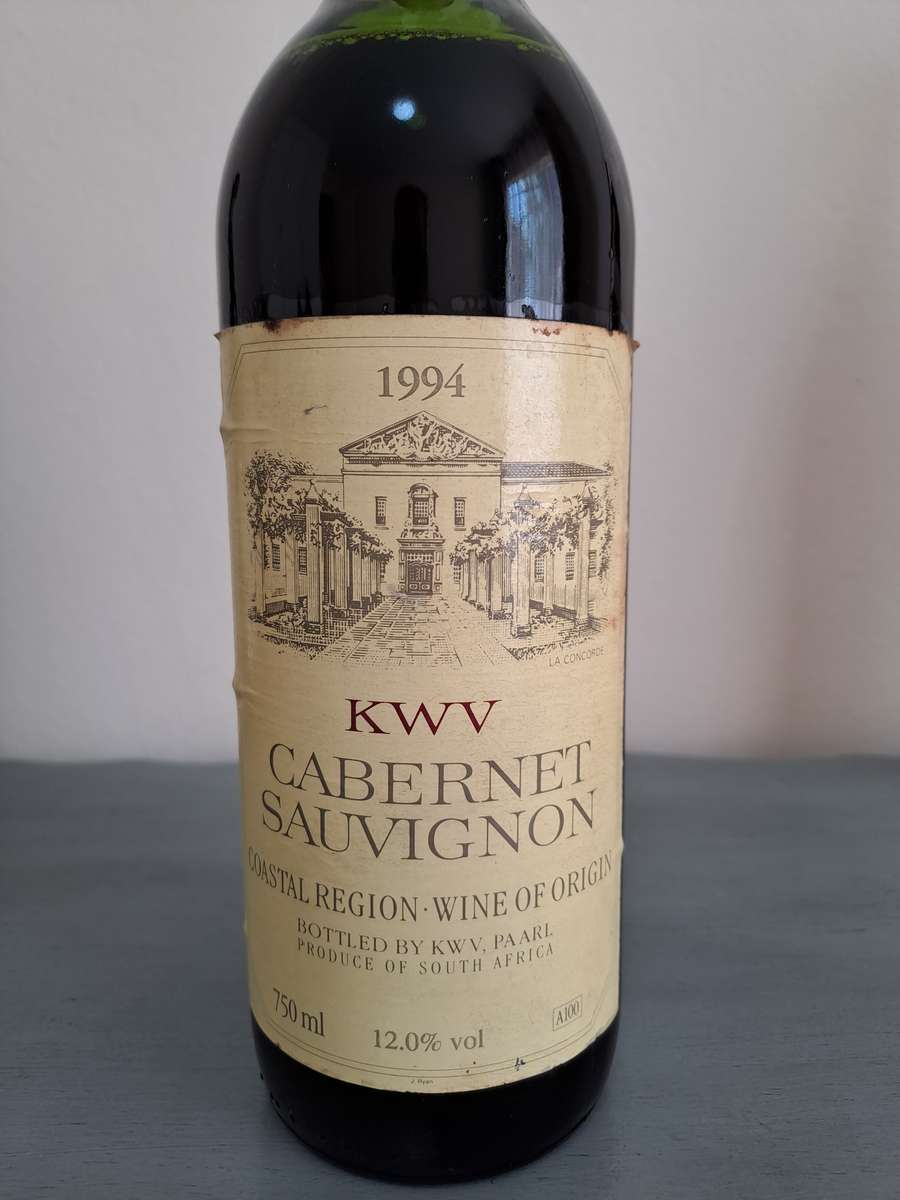 1994
LA CONCORDE
KWV
CABERNET
SAUVIGNON
COASTAL REGION · WINE OF ORIGIN
BOTTLED BY KWV, PAARL
PRODUCE OF SOUTH AFRICA
750 ml
12.0% vol
A100
J. Ryan